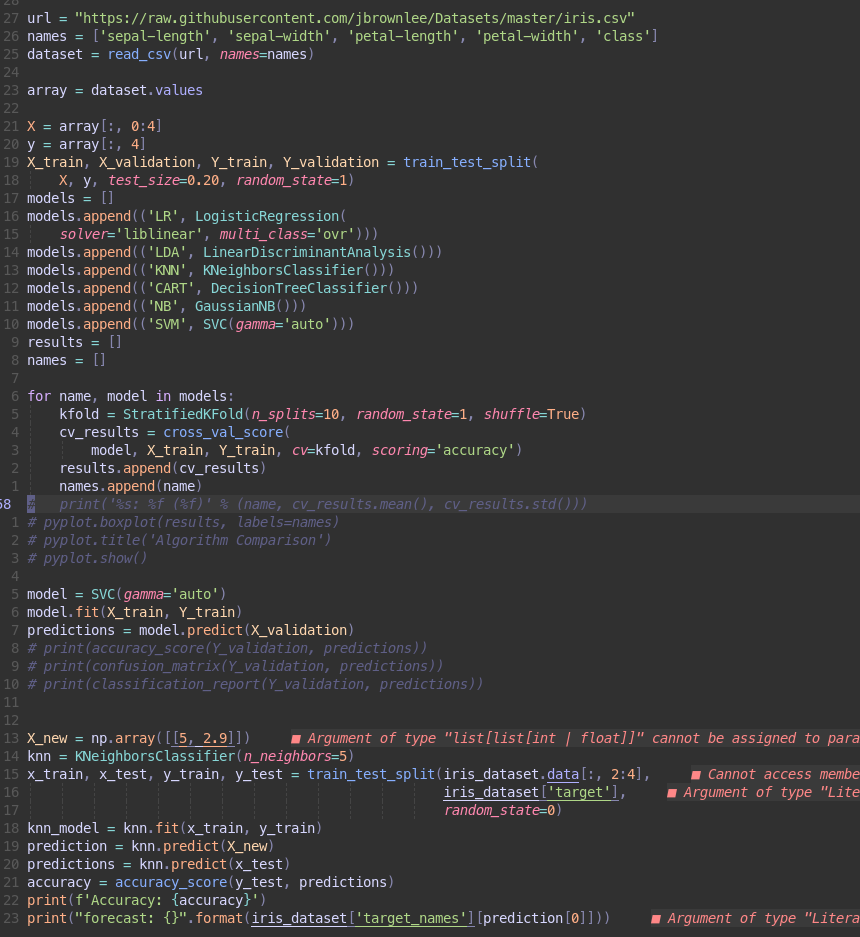 28
27 url = "https://raw.githubusercontent.com/jbrownlee/Datasets/master/iris.csv"
26 names = ['sepal-length', 'sepal-width', 'petal-length', 'petal-width', 'class']
25 dataset = read_csv(url, names=names)
24
23 array = dataset.values
22
21 X = array[:, 0:4]
20 y = array[:, 4]
19 X_train, X_validation, Y_train, Y_validation = train_test_split(
18     X, y, test_size=0.20, random_state=1)
17 models = []
16 models.append(('LR', LogisticRegression(
15     solver='liblinear', multi_class='ovr')))
14 models.append(('LDA', LinearDiscriminantAnalysis()))
13 models.append(('KNN', KNeighborsClassifier()))
12 models.append(('CART', DecisionTreeClassifier()))
11 models.append(('NB', GaussianNB()))
10 models.append(('SVM', SVC(gamma='auto')))
9 results = []
8 names = []
7
6 for name, model in models:
5     kfold = StratifiedKFold(n_splits=10, random_state=1, shuffle=True)
4     cv_results = cross_val_score(
3         model, X_train, Y_train, cv=kfold, scoring='accuracy')
2     results.append(cv_results)
1     names.append(name)
58 #   print('%s: %f (%f)' % (name, cv_results.mean(), cv_results.std()))
1 # pyplot.boxplot(results, labels=names)
2 # pyplot.title('Algorithm Comparison')
3 # pyplot.show()
4
5 model = SVC(gamma='auto')
6 model.fit(X_train, Y_train)
7 predictions = model.predict(X_validation)
8 # print(accuracy_score(Y_validation, predictions))
9 # print(confusion_matrix(Y_validation, predictions))
10 # print(classification_report(Y_validation, predictions))
11
12
13 X_new = np.array([[5, 2.9]])     ■ Argument of type "list[list[int | float]]" cannot be assigned to para
14 knn = KNeighborsClassifier(n_neighbors=5)
15 x_train, x_test, y_train, y_test = train_test_split(iris_dataset.data[:, 2:4],     ■ Cannot access membe
16                                                     iris_dataset['target'],     ■ Argument of type "Lite
17                                                     random_state=0)
18 knn_model = knn.fit(x_train, y_train)
19 prediction = knn.predict(X_new)
20 predictions = knn.predict(x_test)
21 accuracy = accuracy_score(y_test, predictions)
22 print(f'Accuracy: {accuracy}')
23 print("forecast: {}".format(iris_dataset['target_names'][prediction[0]]))     ■ Argument of type "Litera